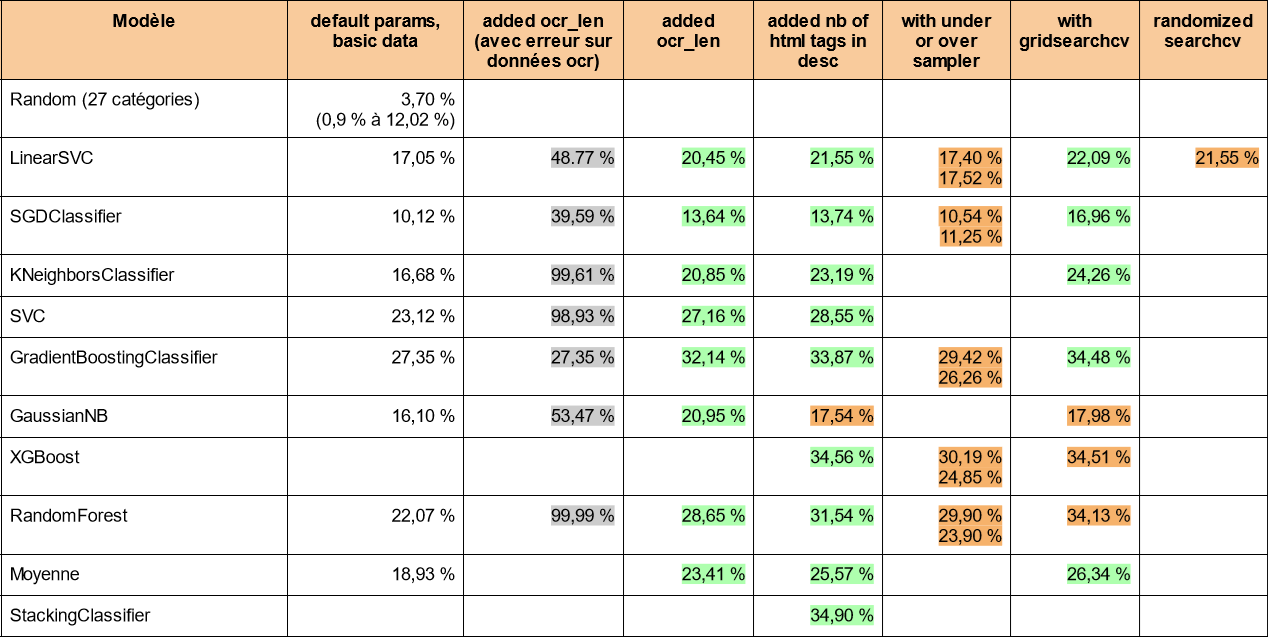 Modèle default params, basic data added ocr_len (avec erreur sur données ocr) added ocr_len added nb of html tags in desc with under or over sampler with gridsearchcv randomized searchcv
Random (27 catégories) 3,70 %
(0,9 % à 12,02 %)
LinearSVC 17,05 % 48.77 % 20,45 % 21,55 % 17,40 % 22,09 % 21,55 %
17,52 %
SGDClassifier 10,12 % 39,59 % 13,64 % 13,74 % 10,54 % 16,96 %
11,25 %
KNeighborsClassifier 16,68 % 99,61 % 20,85 % 23,19 % 24,26 %
SVC 23,12 % 98,93 % 27,16 % 28,55 %
GradientBoostingClassifier 27,35 % 27,35 % 32,14 % 33,87 % 29,42 % 34,48 %
26,26 %
GaussianNB 16,10 % 53,47 % 20,95 % 17,54 % 17,98 %
XGBoost 34,56 % 30,19 % 34,51 %
24,85 %
RandomForest 22,07 % 99,99 % 28,65 % 31,54 % 29,90 % 34,13 %
23,90 %
Moyenne 18,93 % 23,41 % 25,57 % 26,34 %
StackingClassifier 34,90 %